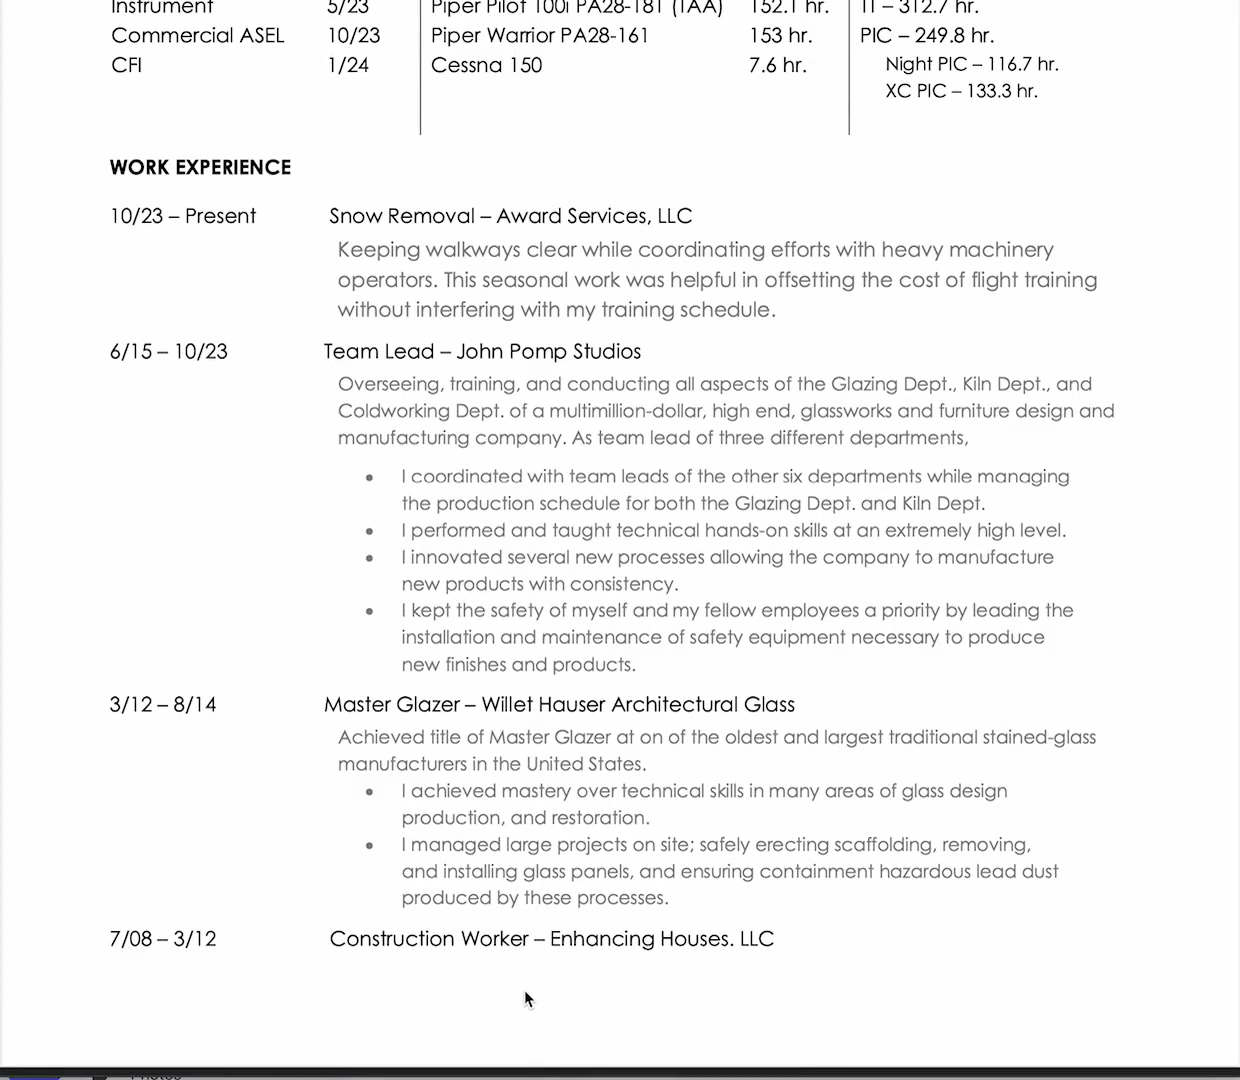 Instrument 5/23 Piper Pilot 100i PA28-181 (TAA) 152.1 hr. TT – 312.7 hr.
Commercial ASEL 10/23 Piper Warrior PA28-161 153 hr. PIC – 249.8 hr.
CFI 1/24 Cessna 150 7.6 hr. Night PIC – 116.7 hr.
XC PIC – 133.3 hr.
WORK EXPERIENCE
10/23 – Present Snow Removal – Award Services, LLC
Keeping walkways clear while coordinating efforts with heavy machinery
operators. This seasonal work was helpful in offsetting the cost of flight training
without interfering with my training schedule.
6/15 – 10/23 Team Lead – John Pomp Studios
Overseeing, training, and conducting all aspects of the Glazing Dept., Kiln Dept., and
Coldworking Dept. of a multimillion-dollar, high end, glassworks and furniture design and
manufacturing company. As team lead of three different departments,
• I coordinated with team leads of the other six departments while managing
the production schedule for both the Glazing Dept. and Kiln Dept.
• I performed and taught technical hands-on skills at an extremely high level.
• I innovated several new processes allowing the company to manufacture
new products with consistency.
• I kept the safety of myself and my fellow employees a priority by leading the
installation and maintenance of safety equipment necessary to produce
new finishes and products.
3/12 – 8/14 Master Glazer – Willet Hauser Architectural Glass
Achieved title of Master Glazer at on of the oldest and largest traditional stained-glass
manufacturers in the United States.
• I achieved mastery over technical skills in many areas of glass design
production, and restoration.
• I managed large projects on site; safely erecting scaffolding, removing,
and installing glass panels, and ensuring containment hazardous lead dust
produced by these processes.
7/08 – 3/12 Construction Worker – Enhancing Houses. LLC